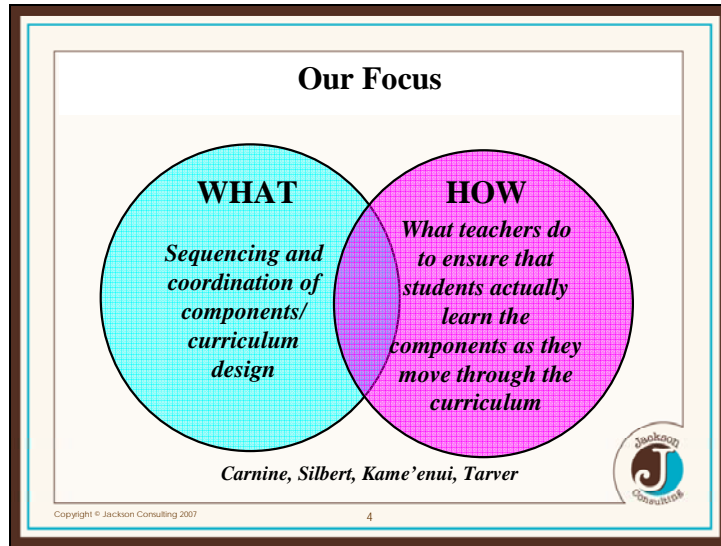 Our Focus
WHAT
Sequencing and
coordination of
components/
curriculum
design
HOW
What teachers do
to ensure that
students actually
learn the
components as they
move through the
curriculum
Carnine, Silbert, Kame'enui, Tarver
Jackson
J
Consulting
Copyright © Jackson Consulting 2007
4